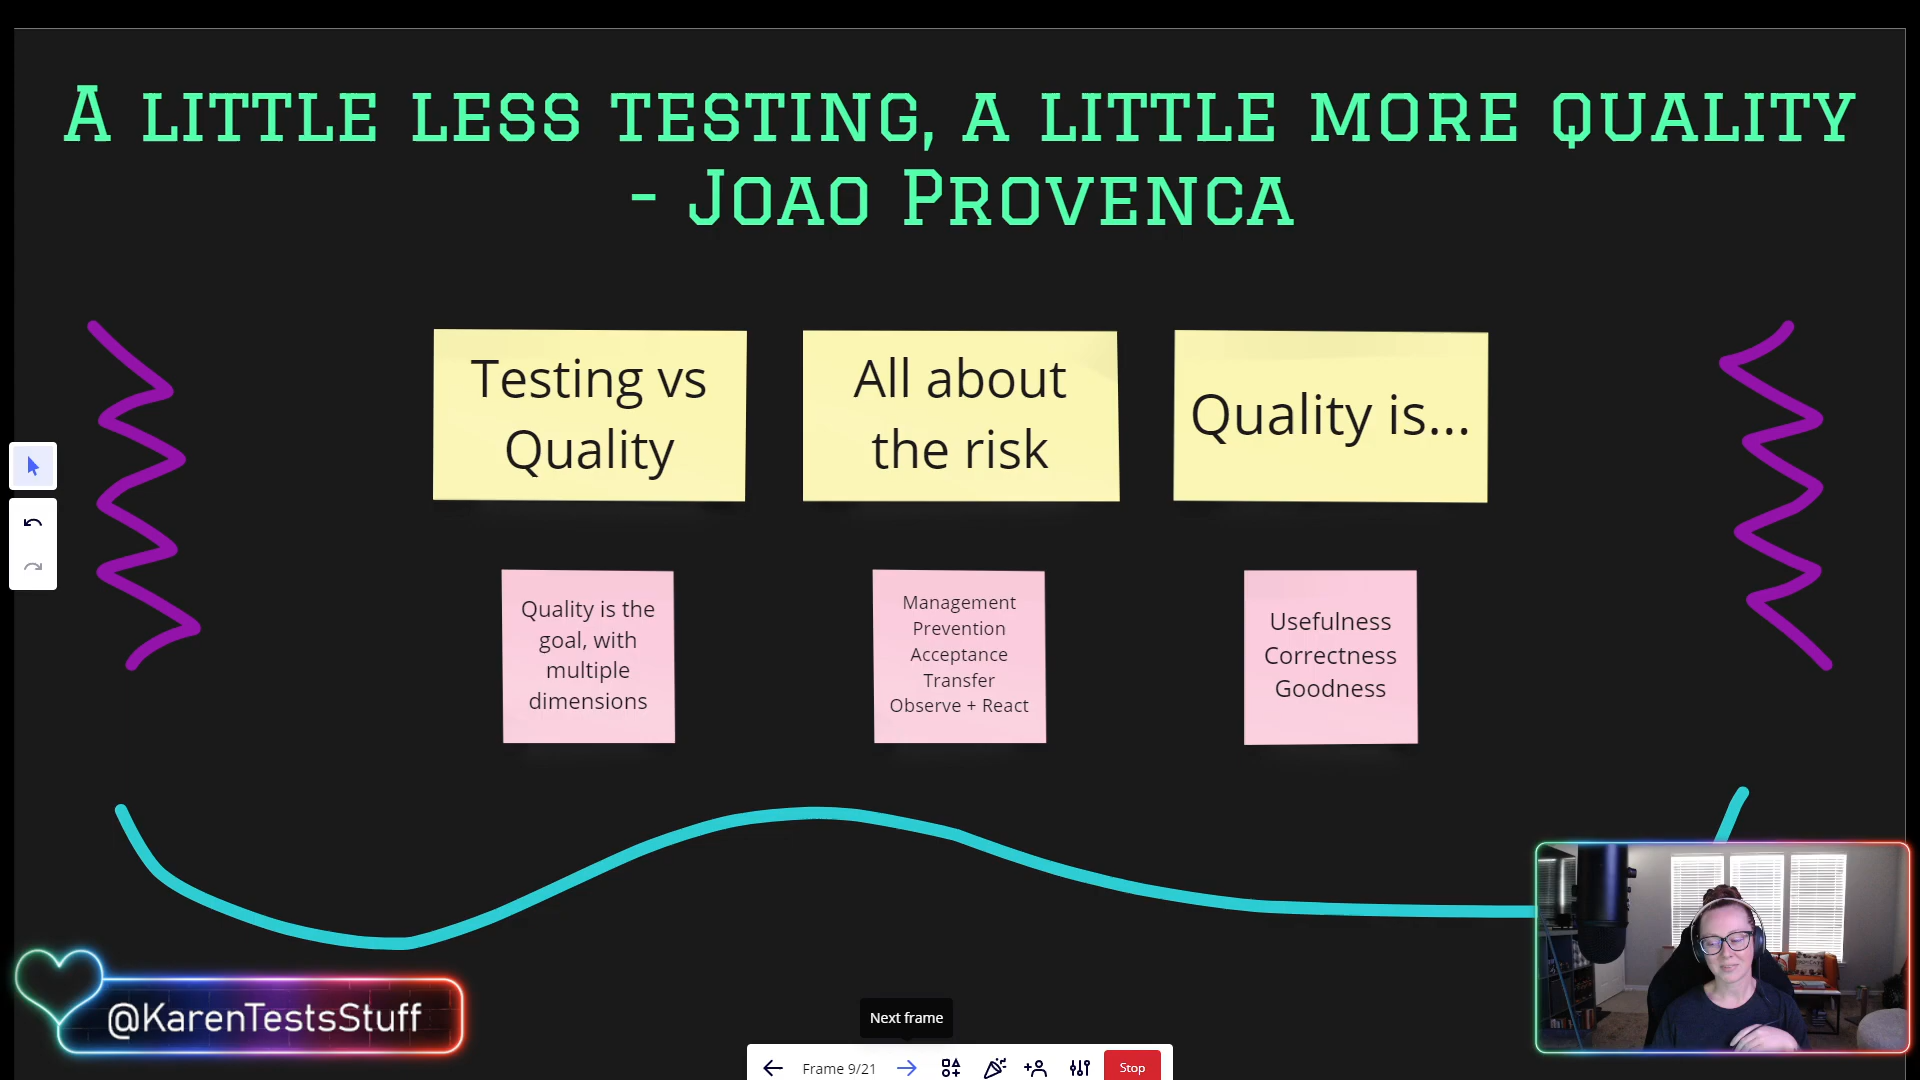 A little less testing, a little more quality
- Joao Provenca
Testing vs
Quality
All about
the risk
Quality is...
Quality is the
goal, with
multiple
dimensions
Management
Prevention
Acceptance
Transfer
Observe + React
Usefulness
Correctness
Goodness
@KarenTestsStuff
Next frame
Frame 9/21
Stop